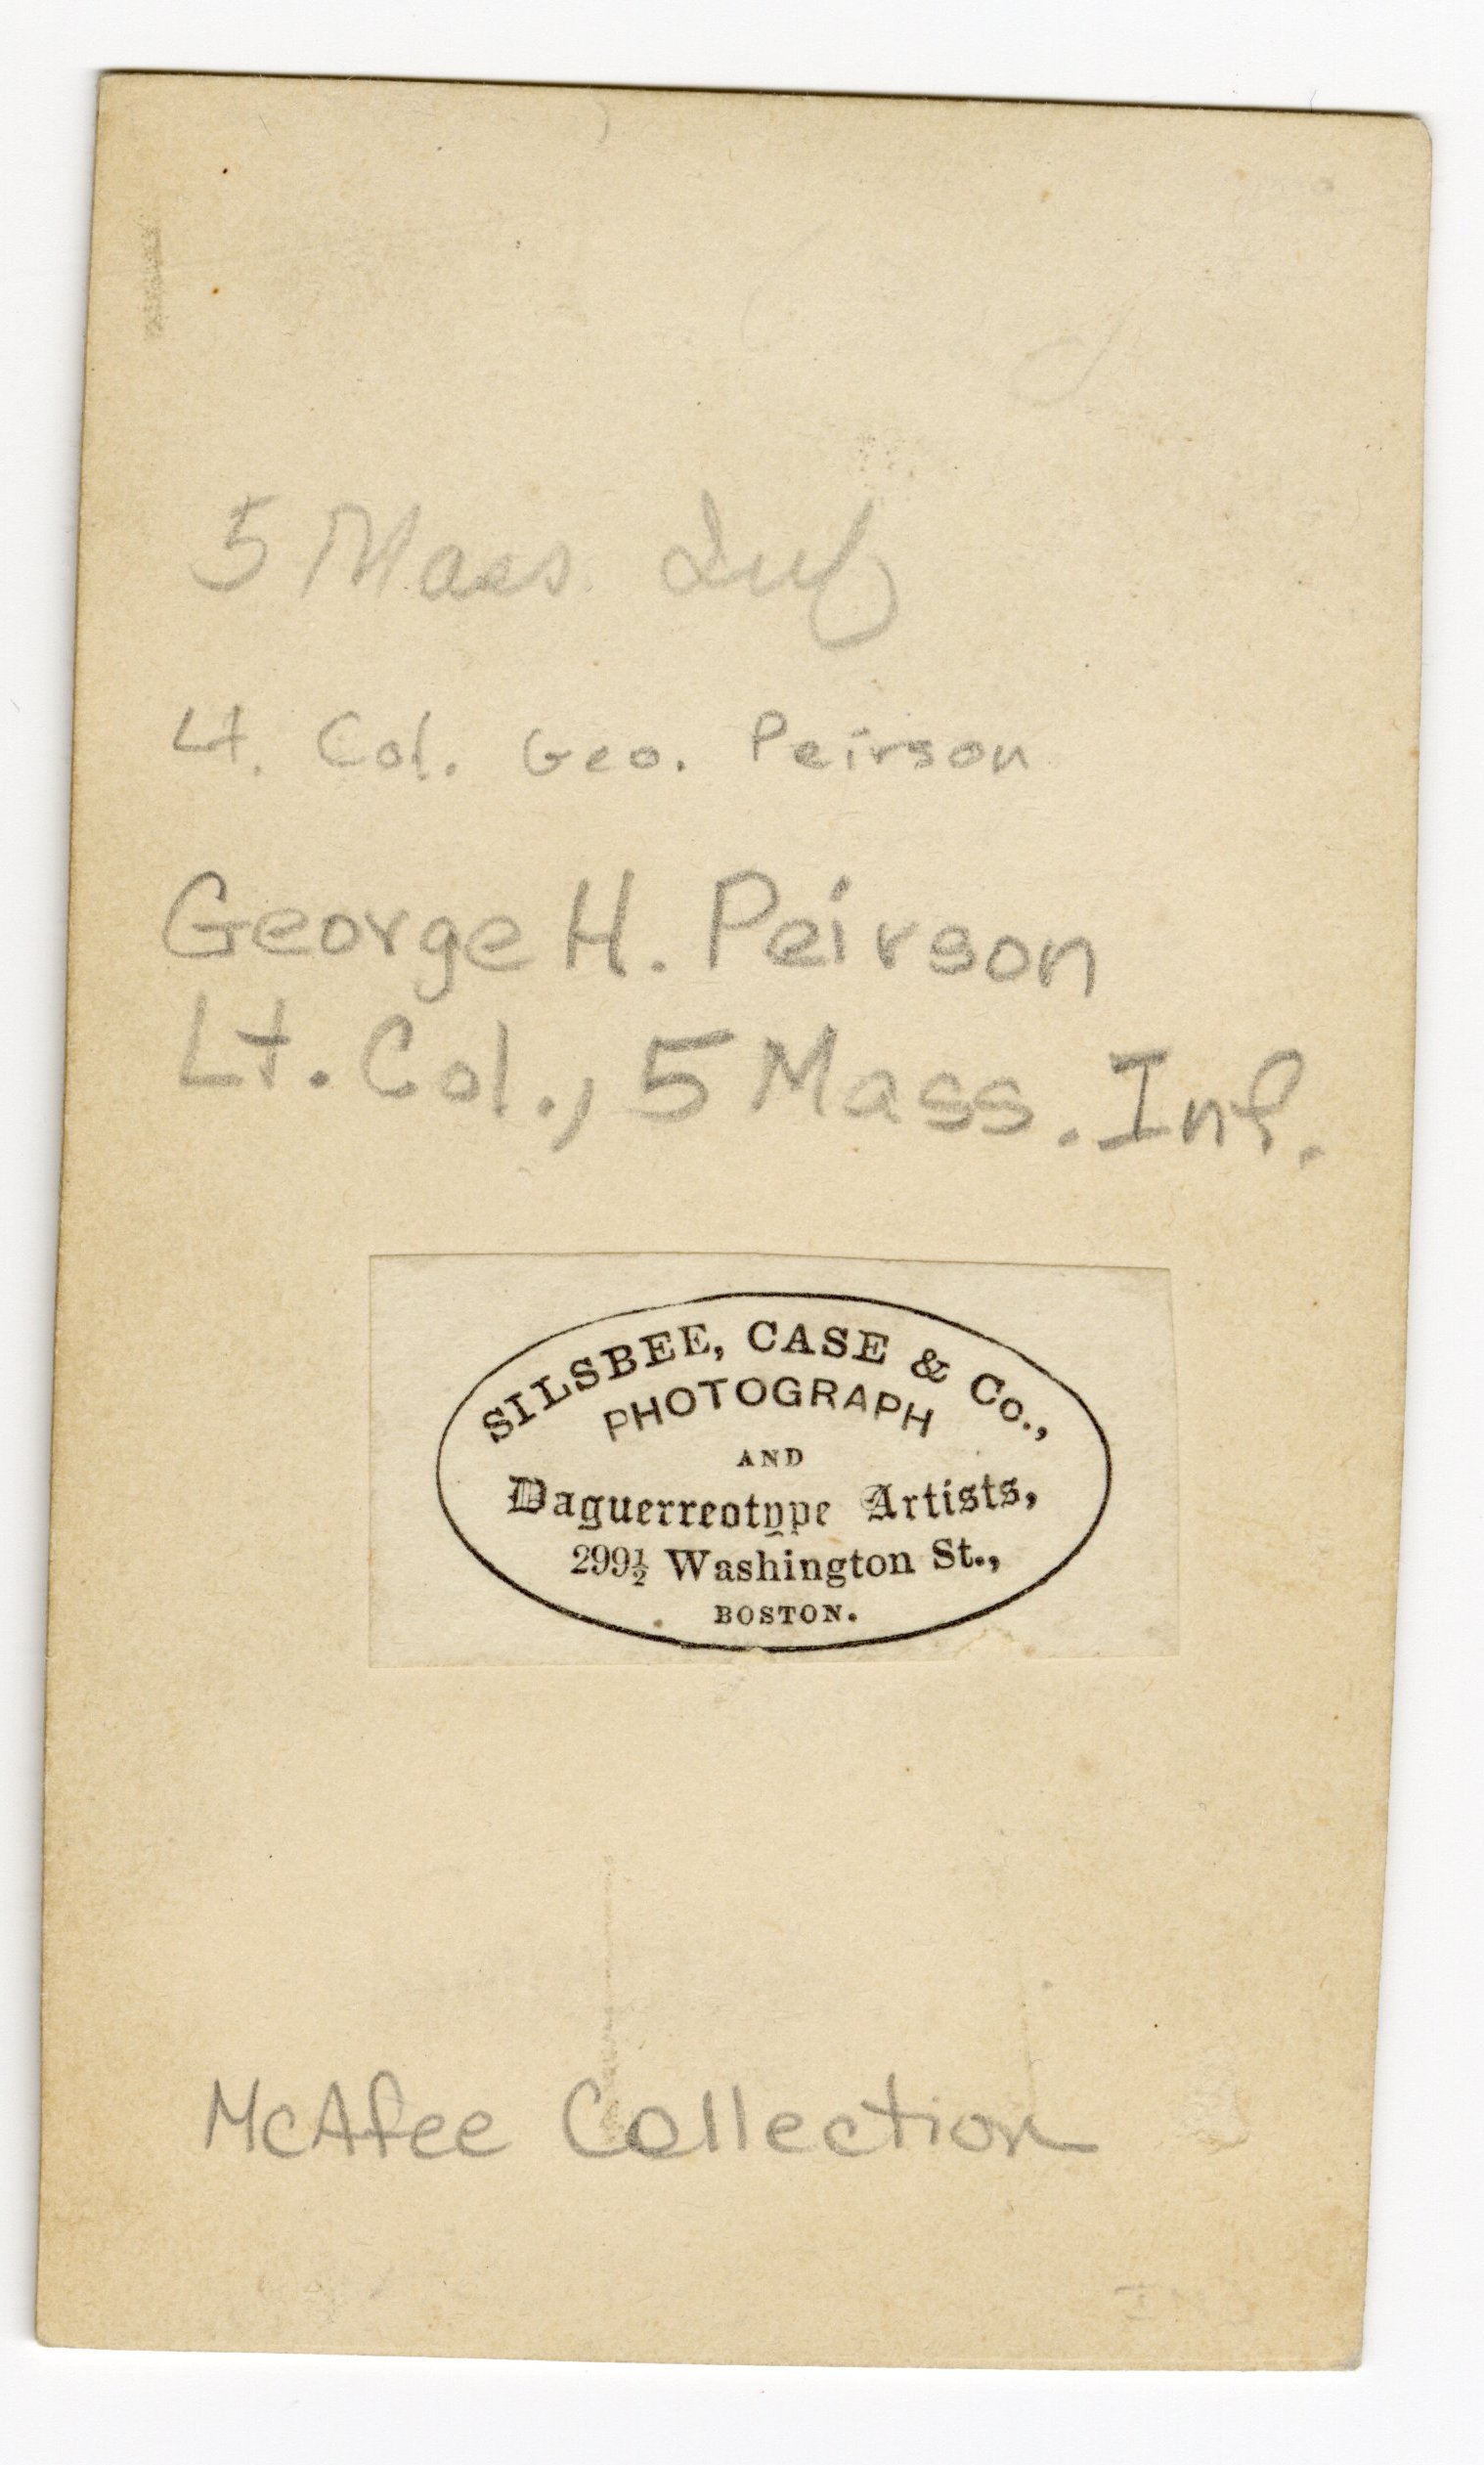 5 Mass. Inf
Lt. Col. Geo. Peirson
George H. Peirson
Lt. Col., 5 Mass. Inf.
SILSBEE, CASE & Co.,
PHOTOGRAPH
AND
Daguerreotype Artists,
299½ Washington St.,
BOSTON.
McAfee Collection